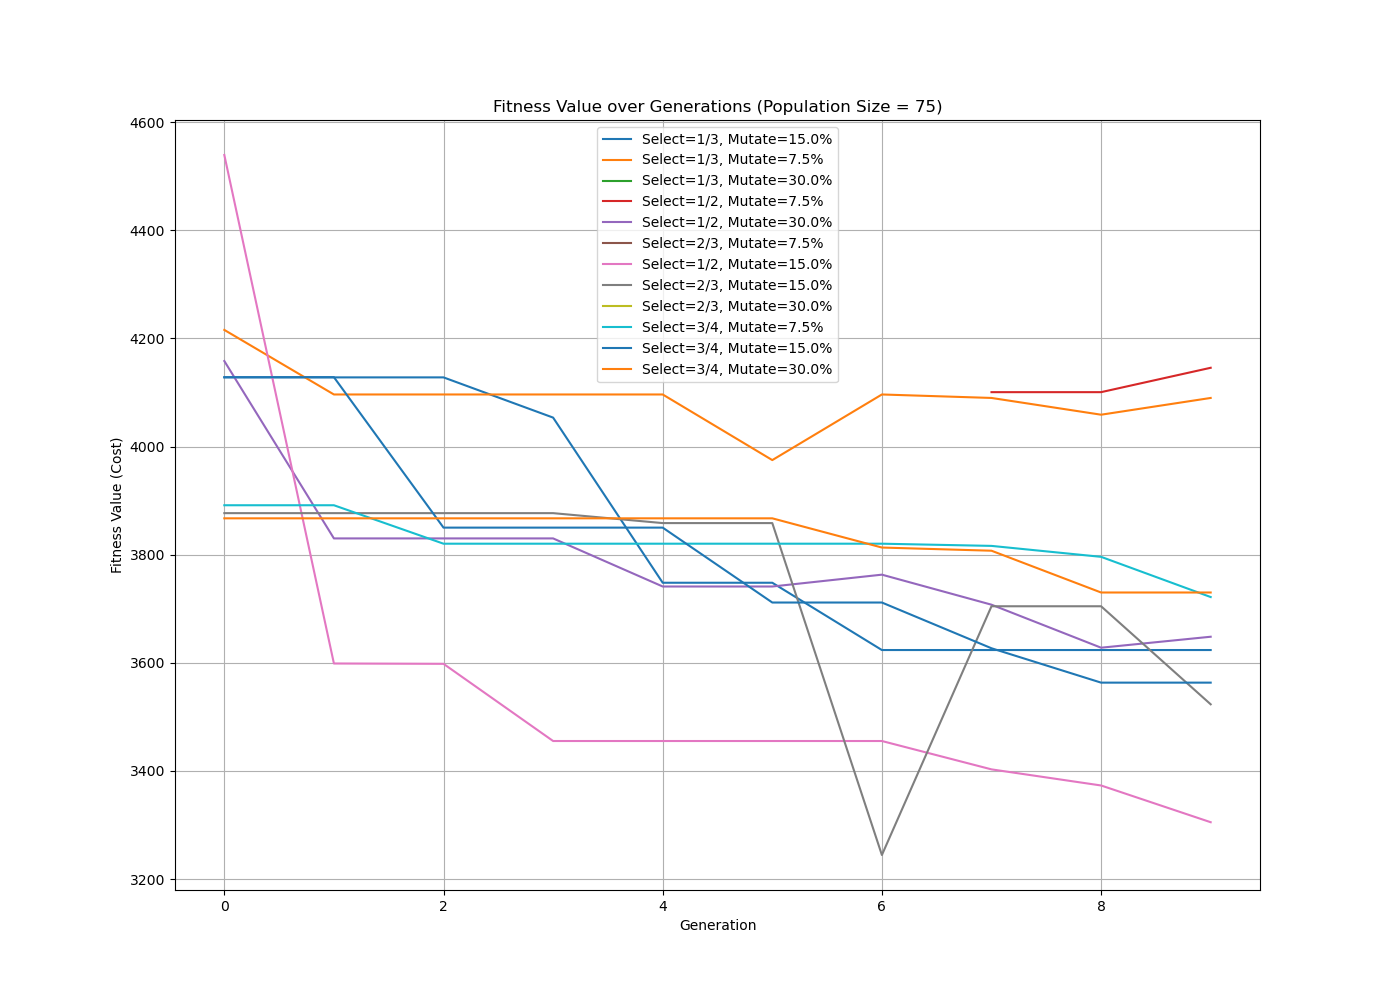 Fitness Value over Generations (Population Size = 75)
4600
4400
4200
4000
3800
3600
3400
3200
Fitness Value (Cost)
Select=1/3, Mutate=15.0%
Select=1/3, Mutate=7.5%
Select=1/3, Mutate=30.0%
Select=1/2, Mutate=7.5%
Select=1/2, Mutate=30.0%
Select=2/3, Mutate=7.5%
Select=1/2, Mutate=15.0%
Select=2/3, Mutate=15.0%
Select=2/3, Mutate=30.0%
Select=3/4, Mutate=7.5%
Select=3/4, Mutate=15.0%
Select=3/4, Mutate=30.0%
0 2 4 6 8
Generation